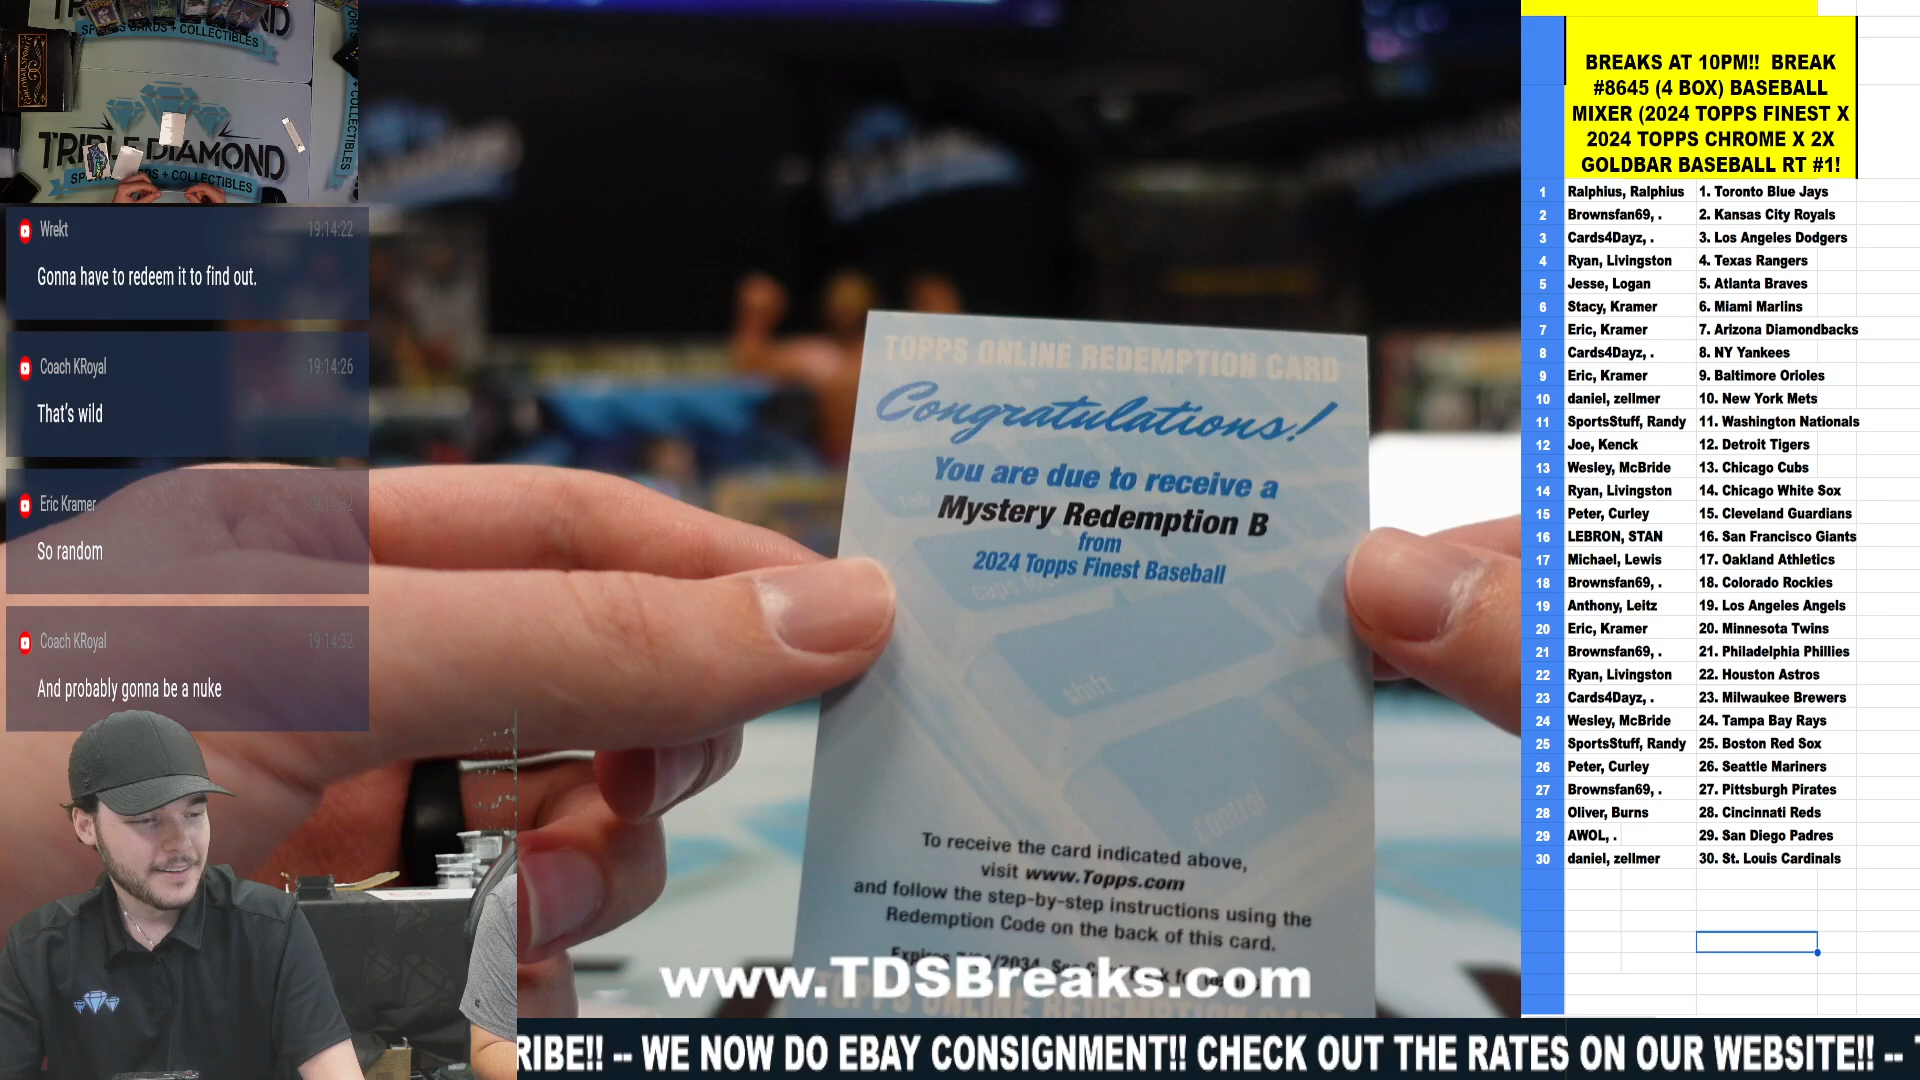 SPORTS CARDS + COLLECTIBLES
TRIPLE DIAMOND
COLLECTIBLES
Wrekt 19:14:22
Gonna have to redeem it to find out.
Coach KRoyal 19:14:26
That's wild
Eric Kramer 19:14:32
So random
Coach KRoyal 19:14:32
And probably gonna be a nuke
TOPPS ONLINE REDEMPTION CARD
Congratulations!
You are due to receive a
Mystery Redemption B
from
2024 Topps Finest Baseball
To receive the card indicated above,
visit www.Topps.com
and follow the step-by-step instructions using the
Redemption Code on the back of this card.
www.TDSBreaks.com
RIBE!! -- WE NOW DO EBAY CONSIGNMENT!! CHECK OUT THE RATES ON OUR WEBSITE!! --
BREAKS AT 10PM!! BREAK
#8645 (4 BOX) BASEBALL
MIXER (2024 TOPPS FINEST X
2024 TOPPS CHROME X 2X
GOLDBAR BASEBALL RT #1!
1 Ralphius, Ralphius 1. Toronto Blue Jays
2 Brownsfan69, . 2. Kansas City Royals
3 Cards4Dayz, . 3. Los Angeles Dodgers
4 Ryan, Livingston 4. Texas Rangers
5 Jesse, Logan 5. Atlanta Braves
6 Stacy, Kramer 6. Miami Marlins
7 Eric, Kramer 7. Arizona Diamondbacks
8 Cards4Dayz, . 8. NY Yankees
9 Eric, Kramer 9. Baltimore Orioles
10 daniel, zellmer 10. New York Mets
11 SportsStuff, Randy 11. Washington Nationals
12 Joe, Kenck 12. Detroit Tigers
13 Wesley, McBride 13. Chicago Cubs
14 Ryan, Livingston 14. Chicago White Sox
15 Peter, Curley 15. Cleveland Guardians
16 LEBRON, STAN 16. San Francisco Giants
17 Michael, Lewis 17. Oakland Athletics
18 Brownsfan69, . 18. Colorado Rockies
19 Anthony, Leitz 19. Los Angeles Angels
20 Eric, Kramer 20. Minnesota Twins
21 Brownsfan69, . 21. Philadelphia Phillies
22 Ryan, Livingston 22. Houston Astros
23 Cards4Dayz, . 23. Milwaukee Brewers
24 Wesley, McBride 24. Tampa Bay Rays
25 SportsStuff, Randy 25. Boston Red Sox
26 Peter, Curley 26. Seattle Mariners
27 Brownsfan69, . 27. Pittsburgh Pirates
28 Oliver, Burns 28. Cincinnati Reds
29 AWOL, . 29. San Diego Padres
30 daniel, zellmer 30. St. Louis Cardinals